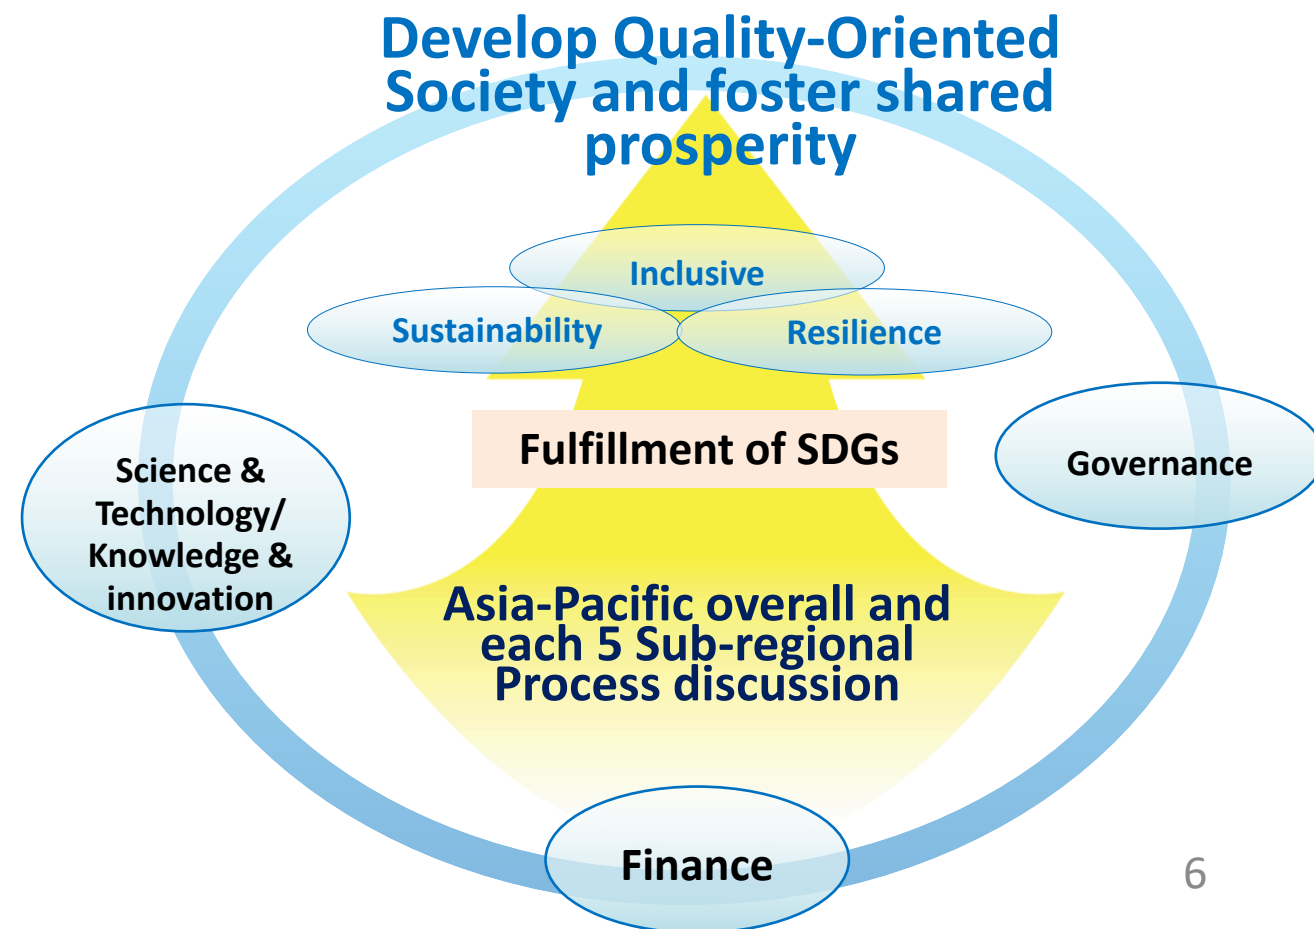 Develop Quality-Oriented
Society and foster shared
prosperity
Inclusive
Sustainability
Resilience
Fulfillment of SDGs
Science &
Technology/
Knowledge &
innovation
Governance
Asia-Pacific overall and
each 5 Sub-regional
Process discussion
Finance
6